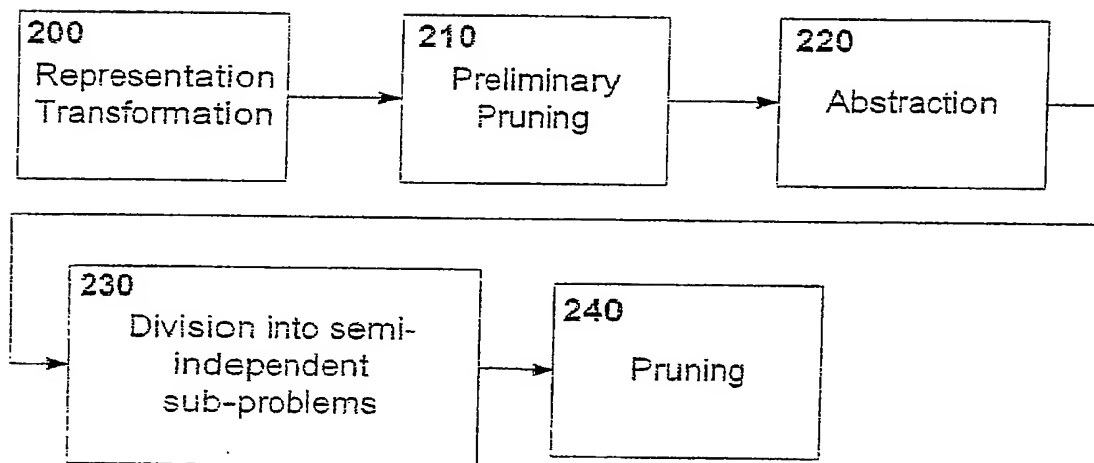 200
Representation
Transformation
210
Preliminary
Pruning
220
Abstraction
230
Division into semi-
independent
sub-problems
240
Pruning